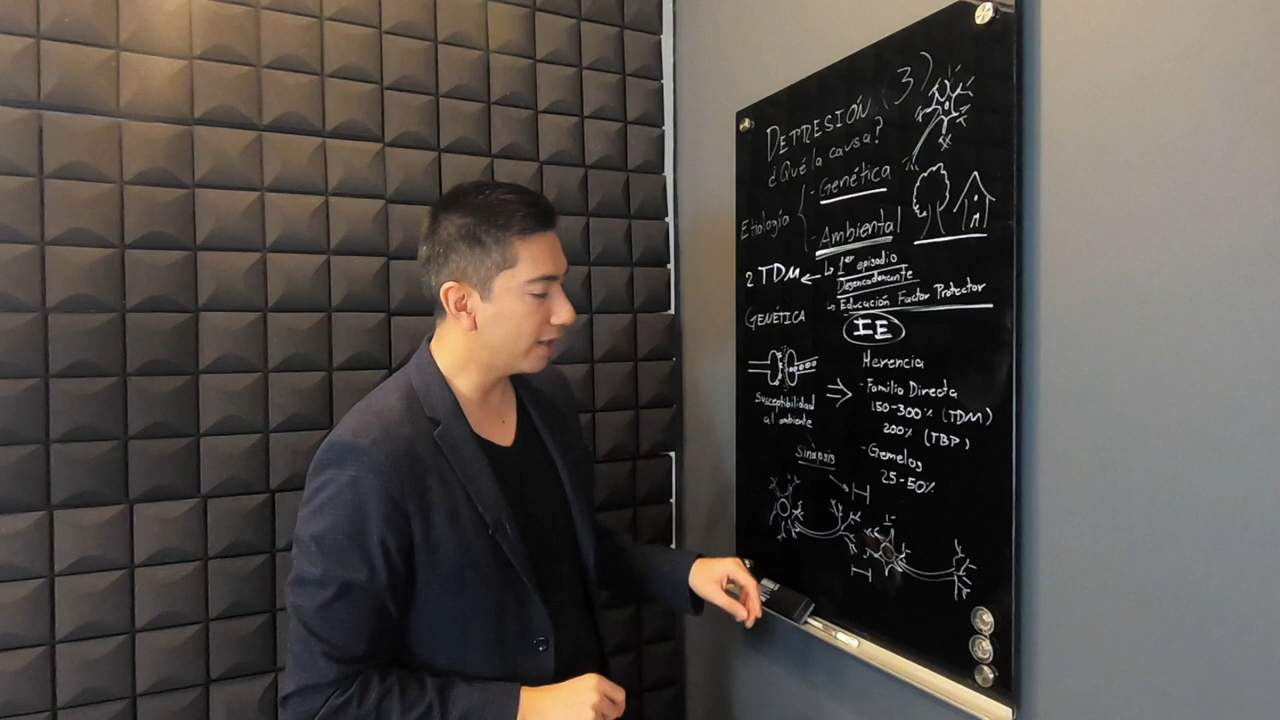 DEPRESIÓN (3)
¿Qué la causa?
Etiología
- Genética
- Ambiental
2 TDM
1er episodio
Desencadenante
Educación Factor Protector
IE
GENÉTICA
Susceptibilidad
al ambiente
Herencia
- Familia Directa
150-300% (TDM)
200% (TBP)
- Gemelos
25-50%
Sinapsis